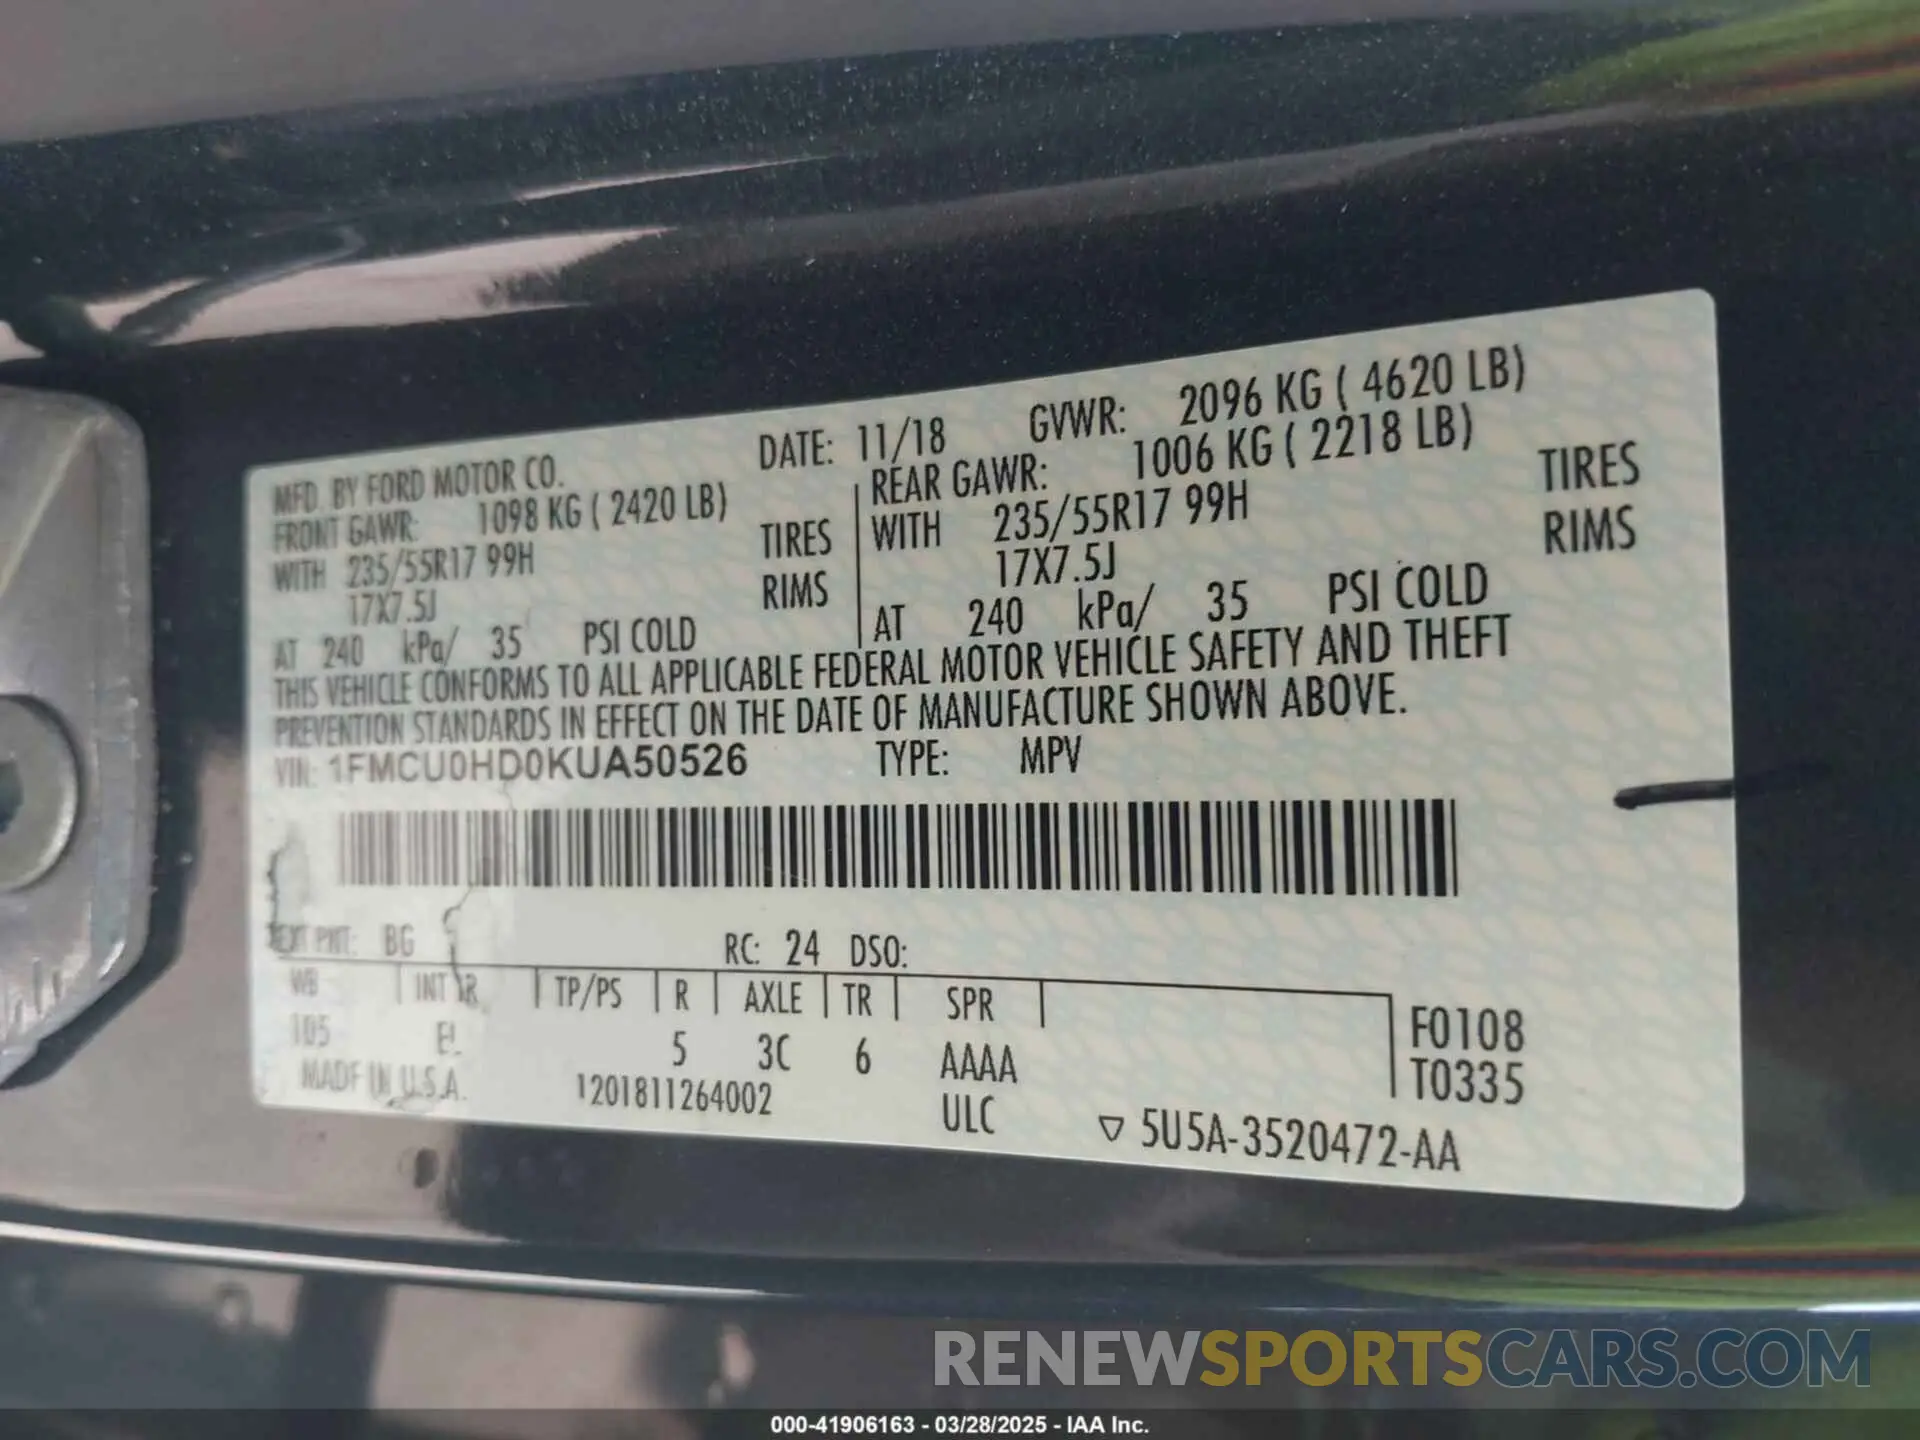 MFD. BY FORD MOTOR CO. DATE: 11/18 GVWR: 2096 KG ( 4620 LB)
FRONT GAWR: 1098 KG ( 2420 LB)
WITH 235/55R17 99H TIRES
17X7.5J RIMS
AT 240 kPa/ 35 PSI COLD
REAR GAWR: 1006 KG ( 2218 LB)
WITH 235/55R17 99H TIRES
17X7.5J RIMS
AT 240 kPa/ 35 PSI COLD
THIS VEHICLE CONFORMS TO ALL APPLICABLE FEDERAL MOTOR VEHICLE SAFETY AND THEFT
PREVENTION STANDARDS IN EFFECT ON THE DATE OF MANUFACTURE SHOWN ABOVE.
VIN: 1FMCU0HD0KUA50526 TYPE: MPV
EXT PNT: BG RC: 24 DSO:
WB INT TR TP/PS R AXLE TR SPR
105 EL 5 3C 6 AAAA
F0108
T0335
MADE IN U.S.A. 1201811264002 ULC
▽ 5U5A-3520472-AA
RENEWSPORTSCARS.COM
000-41906163 - 03/28/2025 - IAA Inc.